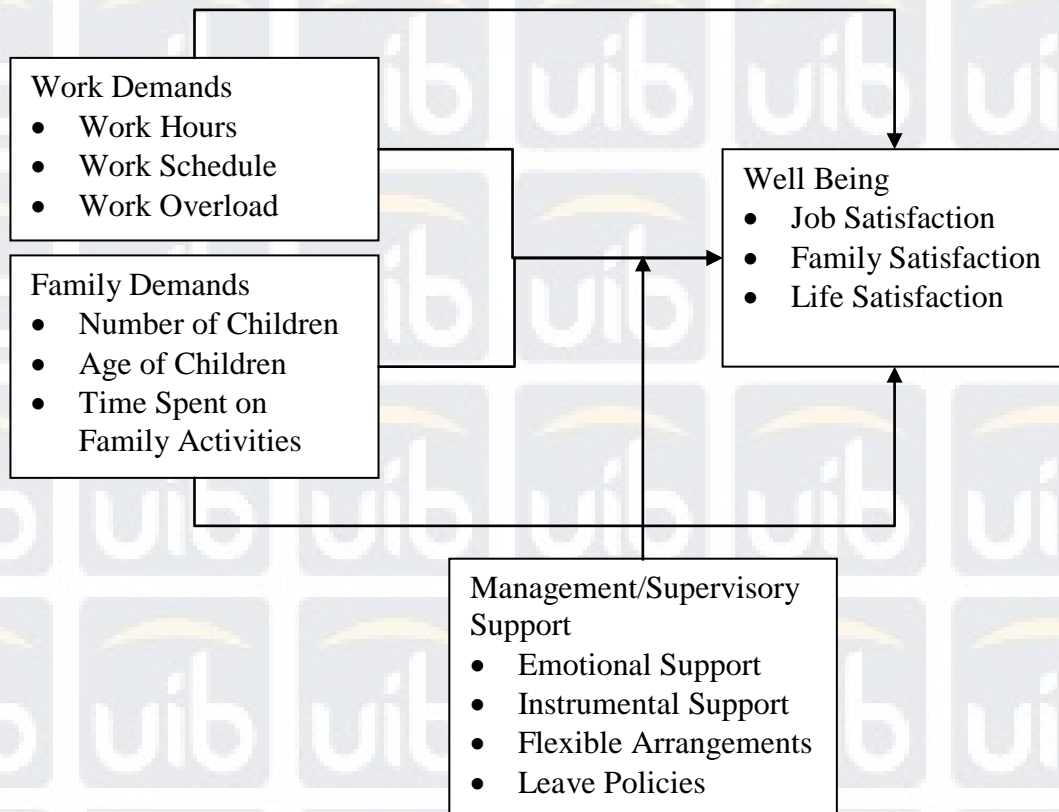 Work Demands
• Work Hours
• Work Schedule
• Work Overload
Well Being
• Job Satisfaction
• Family Satisfaction
• Life Satisfaction
Family Demands
• Number of Children
• Age of Children
• Time Spent on
Family Activities
Management/Supervisory
Support
• Emotional Support
• Instrumental Support
• Flexible Arrangements
• Leave Policies
uib